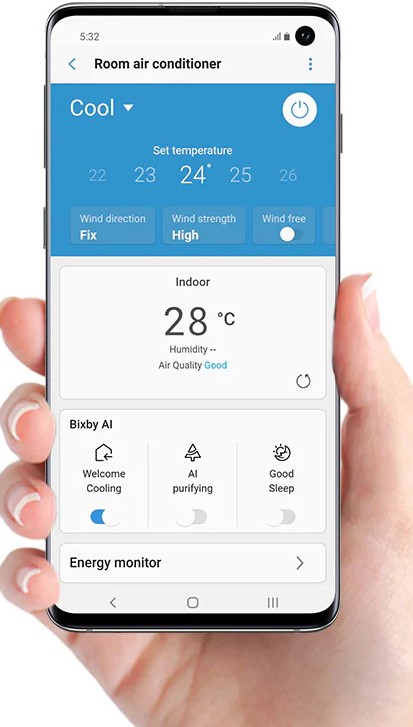 5:32
Room air conditioner
Cool
Set temperature
22 23 24° 25 26
Wind direction Wind strength Wind free
Fix High
Indoor
28 °C
Humidity --
Air Quality Good
Bixby AI
Welcome Cooling
AI purifying
Good Sleep
Energy monitor